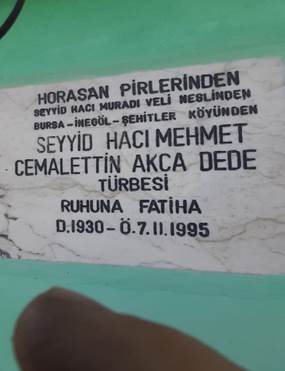 HORASAN PİRLERİNDEN
SEYYİD HACI MURADI VELİ NESLİNDEN
BURSA-İNEGÖL-ŞEHİTLER KÖYÜNDEN
SEYYİD HACI MEHMET
CEMALETTİN AKCA DEDE
TÜRBESİ
RUHUNA FATİHA
D.1930- Ö.7.11.1995